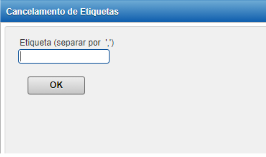 Cancelamento de Etiquetas
Etiqueta (separar por ',')
OK